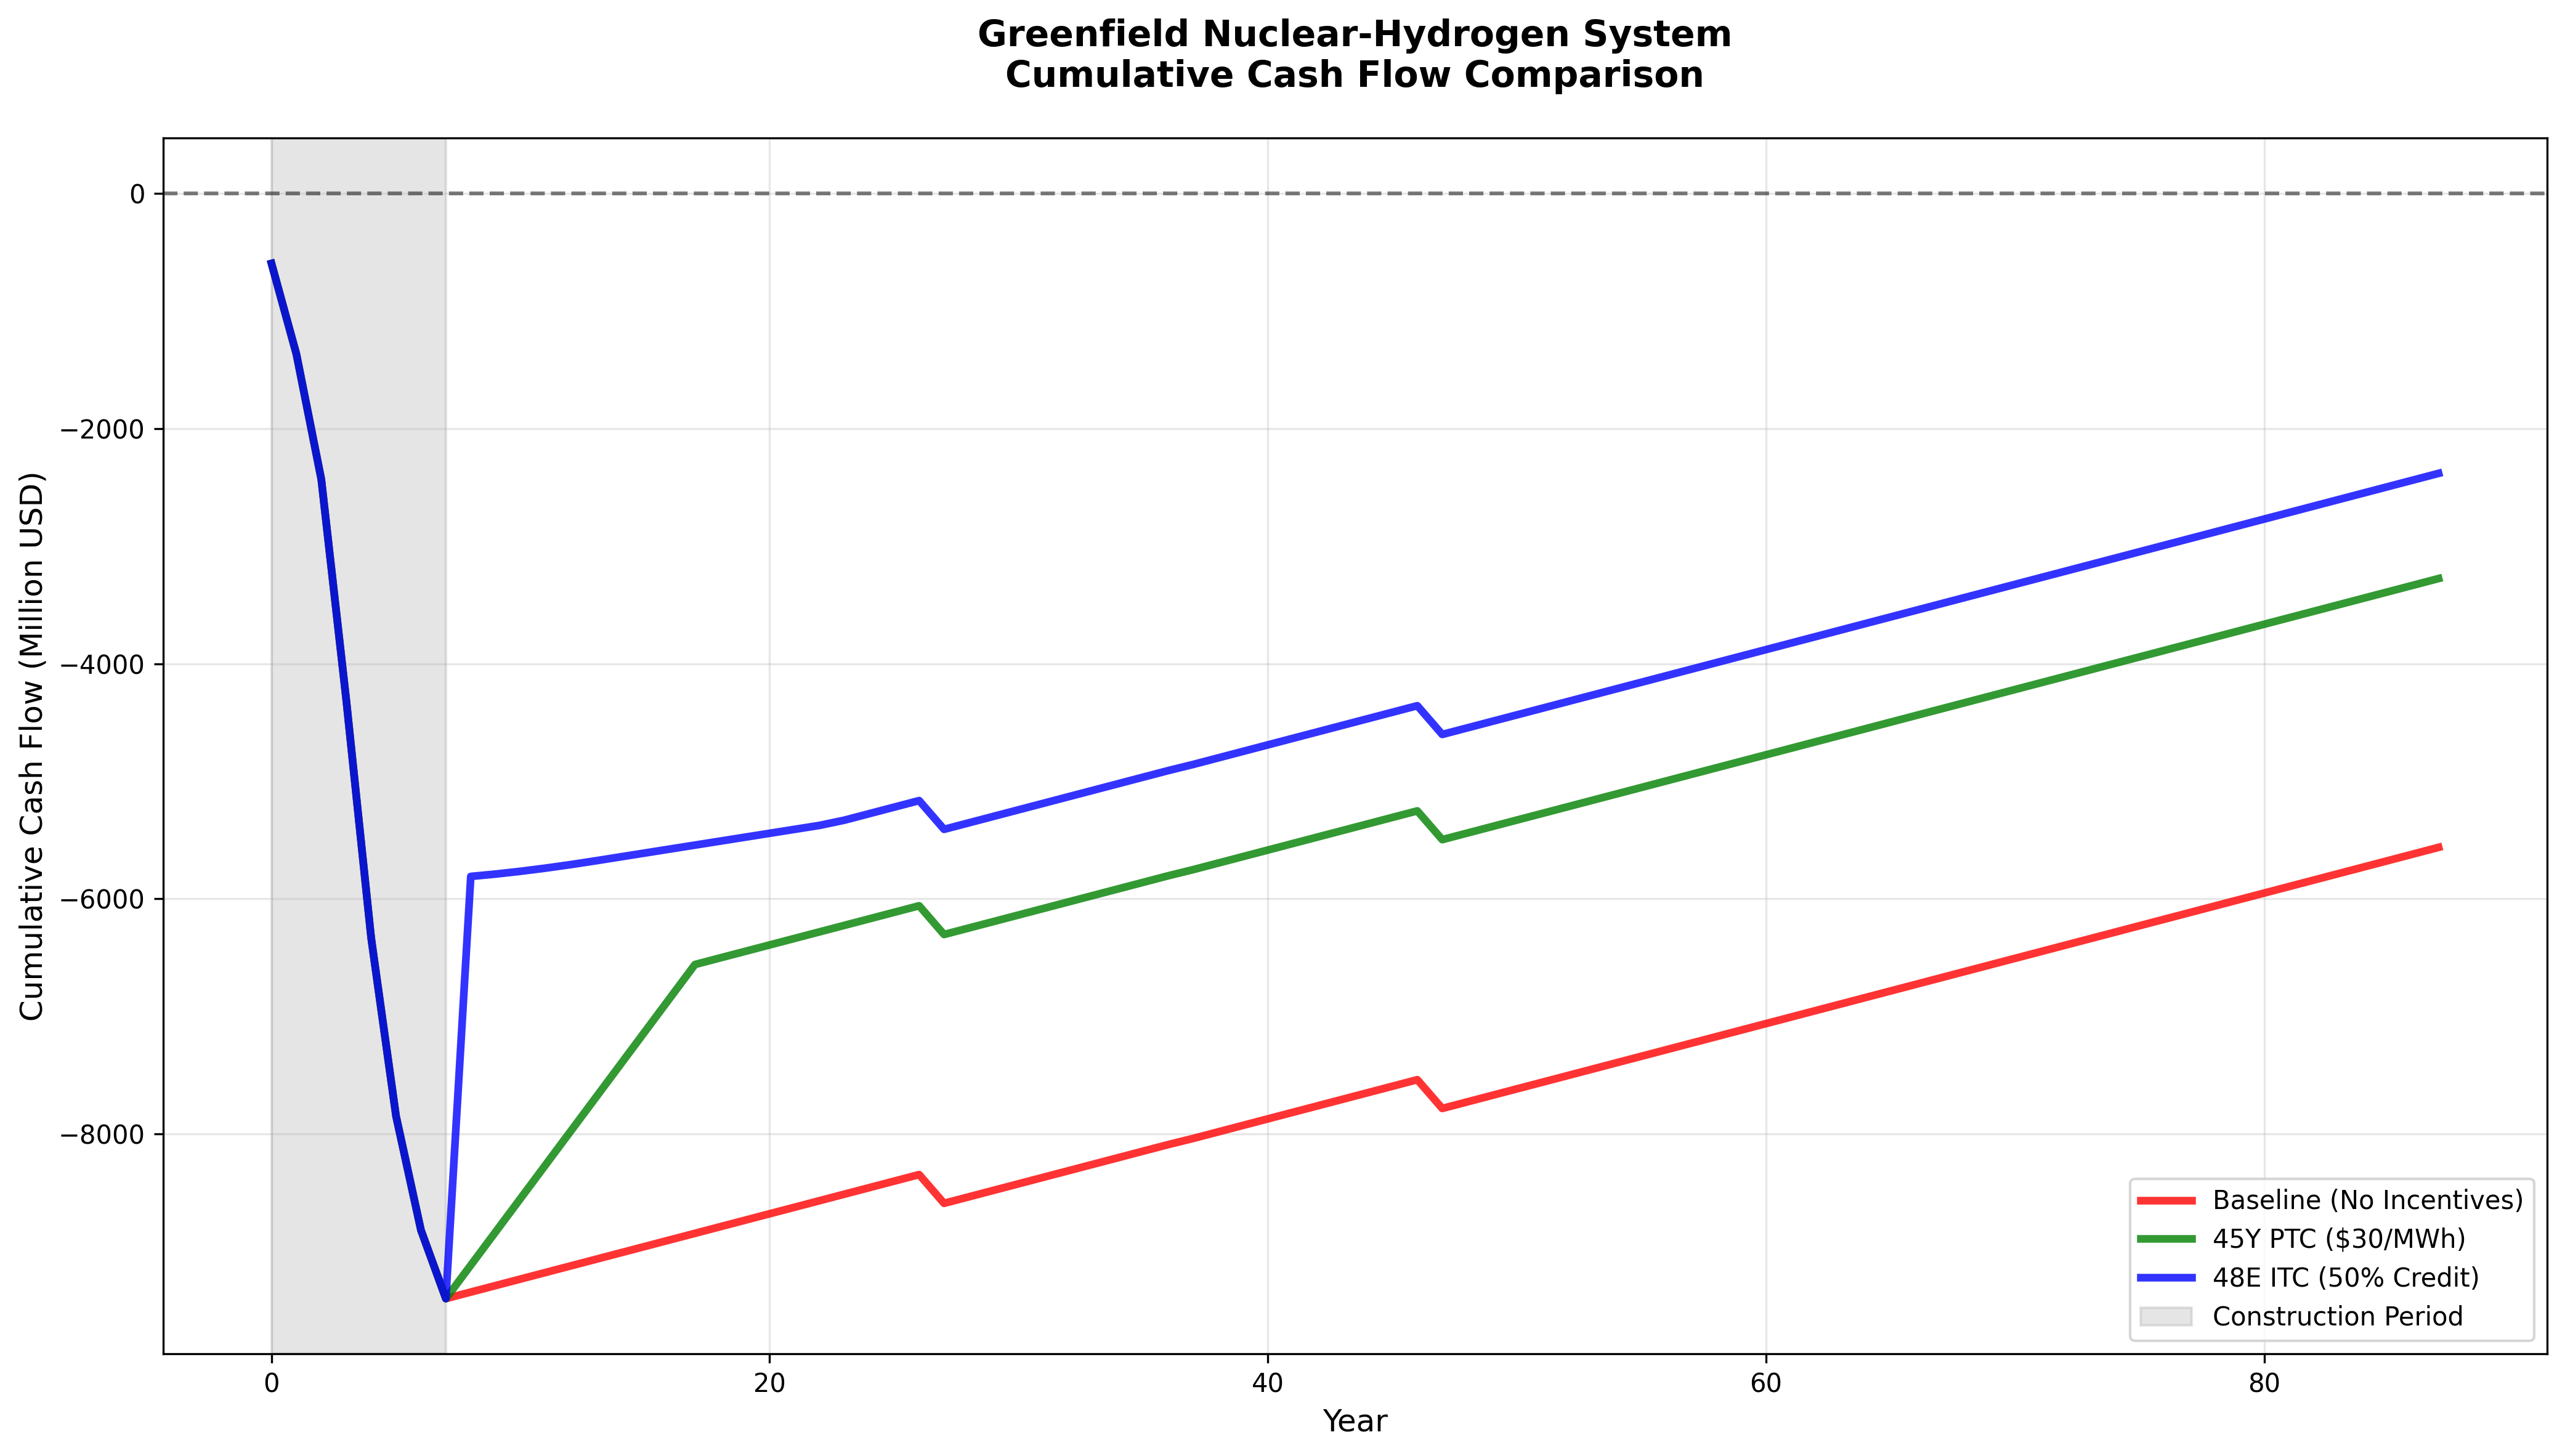 Greenfield Nuclear-Hydrogen System
Cumulative Cash Flow Comparison
Cumulative Cash Flow (Million USD)
0
−2000
−4000
−6000
−8000
0
20
40
60
80
Year
Baseline (No Incentives)
45Y PTC ($30/MWh)
48E ITC (50% Credit)
Construction Period